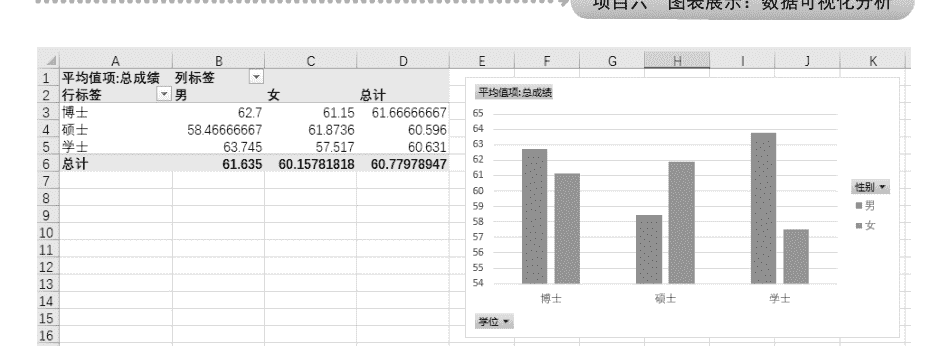 项目六 图表展示：数据可视化分析
A B C D E F G H I J K
1 平均值项:总成绩 列标签
2 行标签 男 女 总计
3 博士 62.7 61.15 61.66666667
4 硕士 58.46666667 61.8736 60.596
5 学士 63.745 57.517 60.631
6 总计 61.635 60.15781818 60.77978947
7
8
9
10
11
12
13
14
15
16
平均值项:总成绩
65
64
63
62
61
60
59
58
57
56
55
54
博士 硕士 学士
性别
男
女
学位